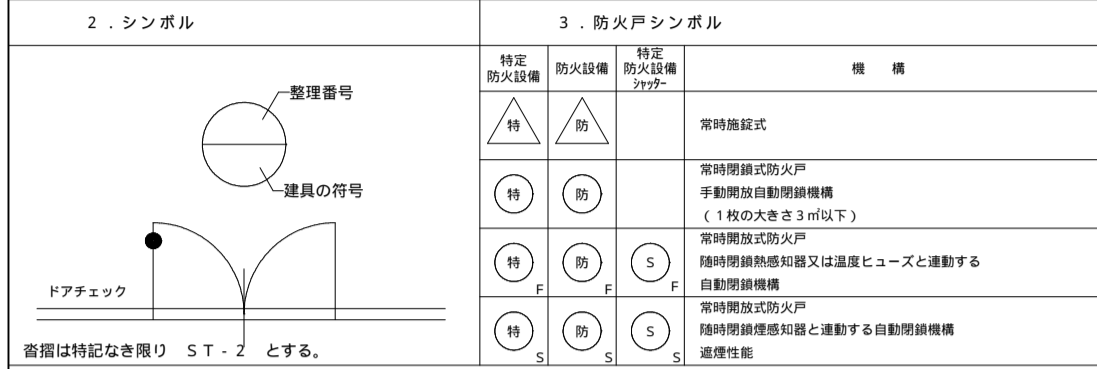 2．シンボル
整理番号
建具の符号
ドアチェック
沓摺は特記なき限り　ST-2　とする。
3．防火戸シンボル
特定
防火設備
防火設備
特定
防火設備
ｼｬｯﾀｰ
機　構
特
防
常時施錠式
特
防
常時閉鎖式防火戸
手動開放自動閉鎖機構
（1枚の大きさ3㎡以下）
特
F
防
F
S
F
常時開放式防火戸
随時閉鎖熱感知器又は温度ヒューズと連動する
自動閉鎖機構
特
S
防
S
S
S
常時開放式防火戸
随時閉鎖煙感知器と連動する自動閉鎖機構
遮煙性能